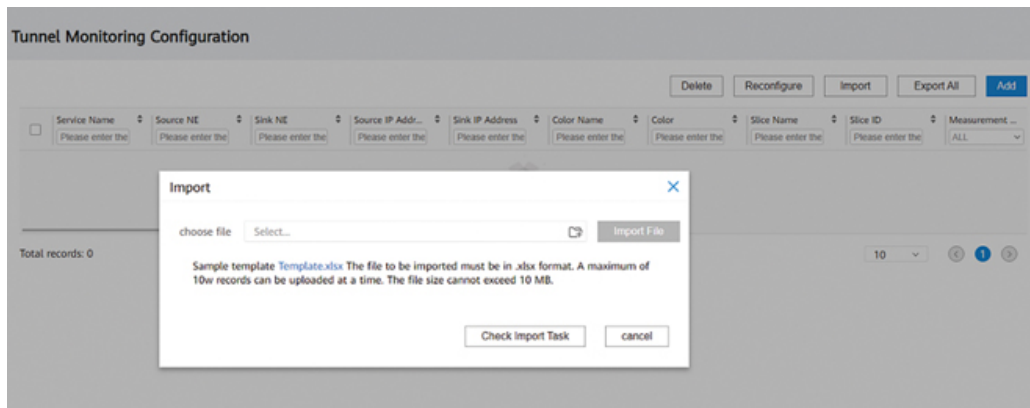 Tunnel Monitoring Configuration
Delete Reconfigure Import Export All Add
Service Name Source NE Sink NE Source IP Addr... Sink IP Address Color Name Color Slice Name Slice ID Measurement ...
Please enter the Please enter the Please enter the Please enter the Please enter the Please enter the Please enter the Please enter the Please enter the ALL
Import
choose file Select... Import File
Sample template Template.xlsx The file to be imported must be in .xlsx format. A maximum of
10w records can be uploaded at a time. The file size cannot exceed 10 MB.
Total records: 0 10 1
Check Import Task cancel